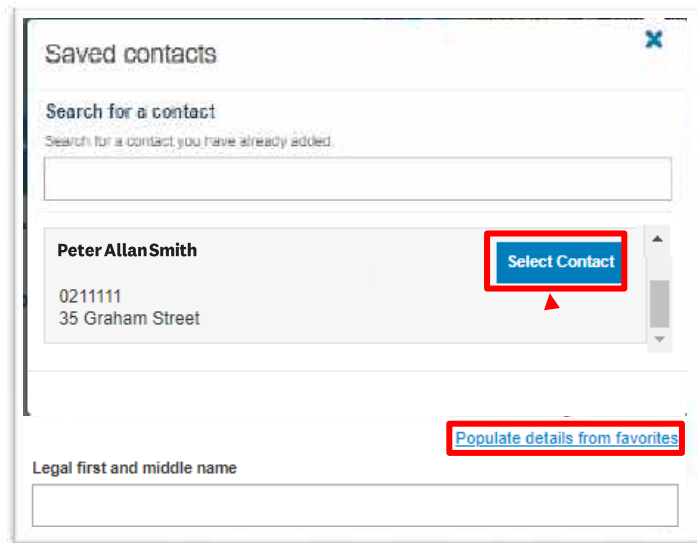 Saved contacts
Search for a contact
Search for a contact you have already added.
Peter Allan Smith
Select Contact
0211111
35 Graham Street
Populate details from favorites
Legal first and middle name